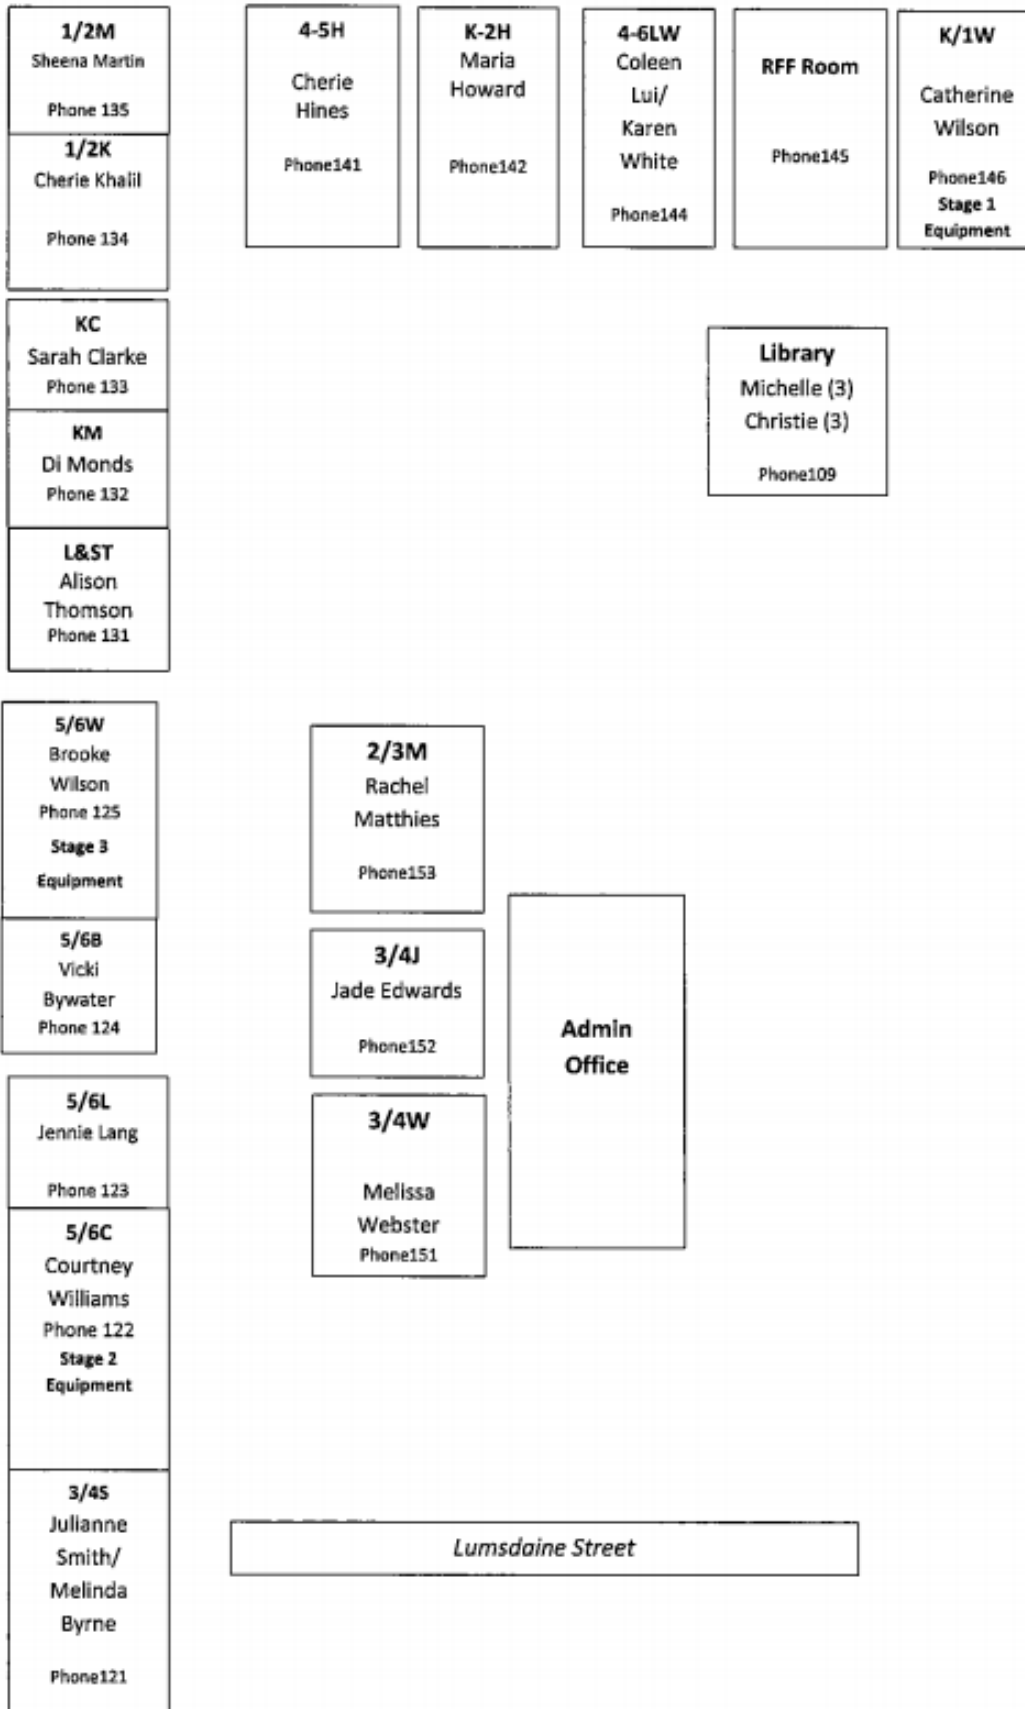 1/2M
Sheena Martin
Phone 135
1/2K
Cherie Khalil
Phone 134
KC
Sarah Clarke
Phone 133
KM
Di Monds
Phone 132
L&ST
Alison
Thomson
Phone 131
5/6W
Brooke
Wilson
Phone 125
Stage 3
Equipment
5/6B
Vicki
Bywater
Phone 124
5/6L
Jennie Lang
Phone 123
5/6C
Courtney
Williams
Phone 122
Stage 2
Equipment
3/4S
Julianne
Smith/
Melinda
Byrne
Phone121
4-5H
Cherie
Hines
Phone141
K-2H
Maria
Howard
Phone142
4-6LW
Coleen
Lui/
Karen
White
Phone144
RFF Room
Phone145
K/1W
Catherine
Wilson
Phone146
Stage 1
Equipment
Library
Michelle (3)
Christie (3)
Phone109
2/3M
Rachel
Matthies
Phone153
3/4J
Jade Edwards
Phone152
3/4W
Melissa
Webster
Phone151
Admin
Office
Lumsdaine Street